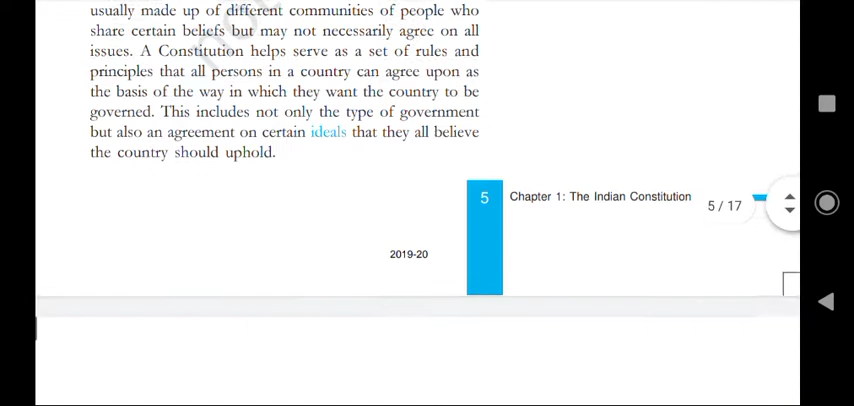 usually made up of different communities of people who
share certain beliefs but may not necessarily agree on all
issues. A Constitution helps serve as a set of rules and
principles that all persons in a country can agree upon as
the basis of the way in which they want the country to be
governed. This includes not only the type of government
but also an agreement on certain ideals that they all believe
the country should uphold.
5 Chapter 1: The Indian Constitution
5 / 17
2019-20